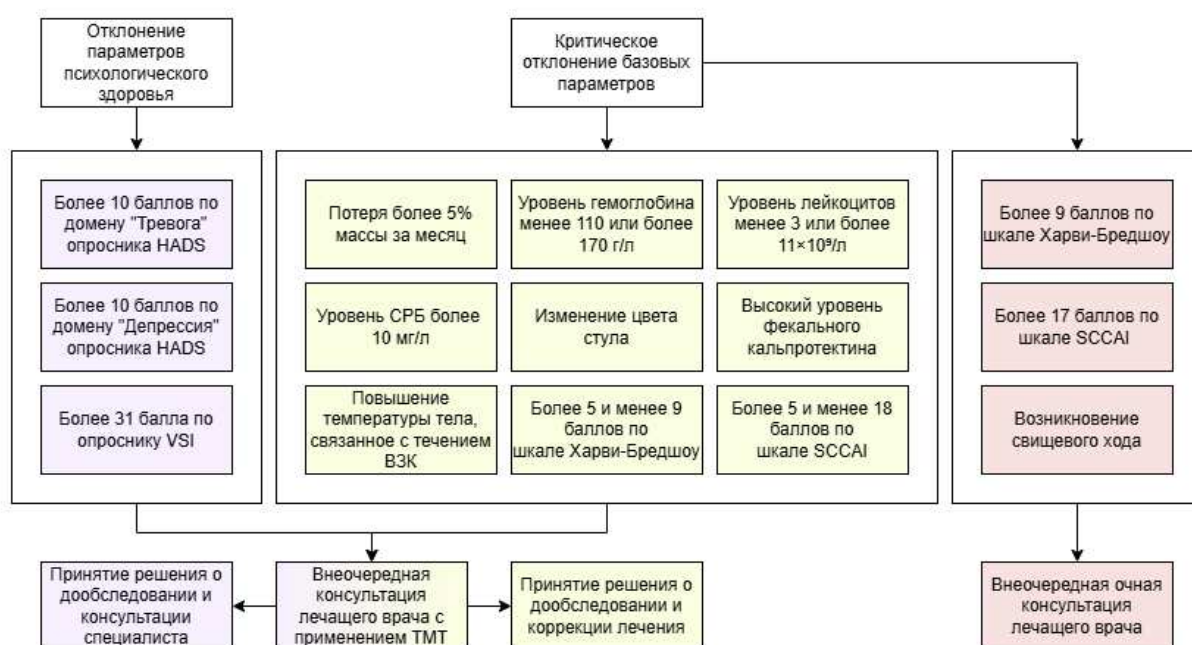 Отклонение
параметров
психологического
здоровья
Критическое
отклонение базовых
параметров
Более 10 баллов по
домену "Тревога"
опросника HADS
Более 10 баллов по
домену "Депрессия"
опросника HADS
Более 31 балла по
опроснику VSI
Потеря более 5%
массы за месяц
Уровень гемоглобина
менее 110 или более
170 г/л
Уровень лейкоцитов
менее 3 или более
11×10⁹/л
Уровень СРБ более
10 мг/л
Изменение цвета
стула
Высокий уровень
фекального
кальпротектина
Повышение
температуры тела,
связанное с течением
ВЗК
Более 5 и менее 9
баллов по
шкале Харви-Бредшоу
Более 5 и менее 18
баллов по
шкале SCCAI
Более 9 баллов по
шкале Харви-Бредшоу
Более 17 баллов по
шкале SCCAI
Возникновение
свищевого хода
Принятие решения о
дообследовании и
консультации
специалиста
Внеочередная
консультация
лечащего врача с
применением ТМТ
Принятие решения о
дообследовании и
коррекции лечения
Внеочередная очная
консультация
лечащего врача